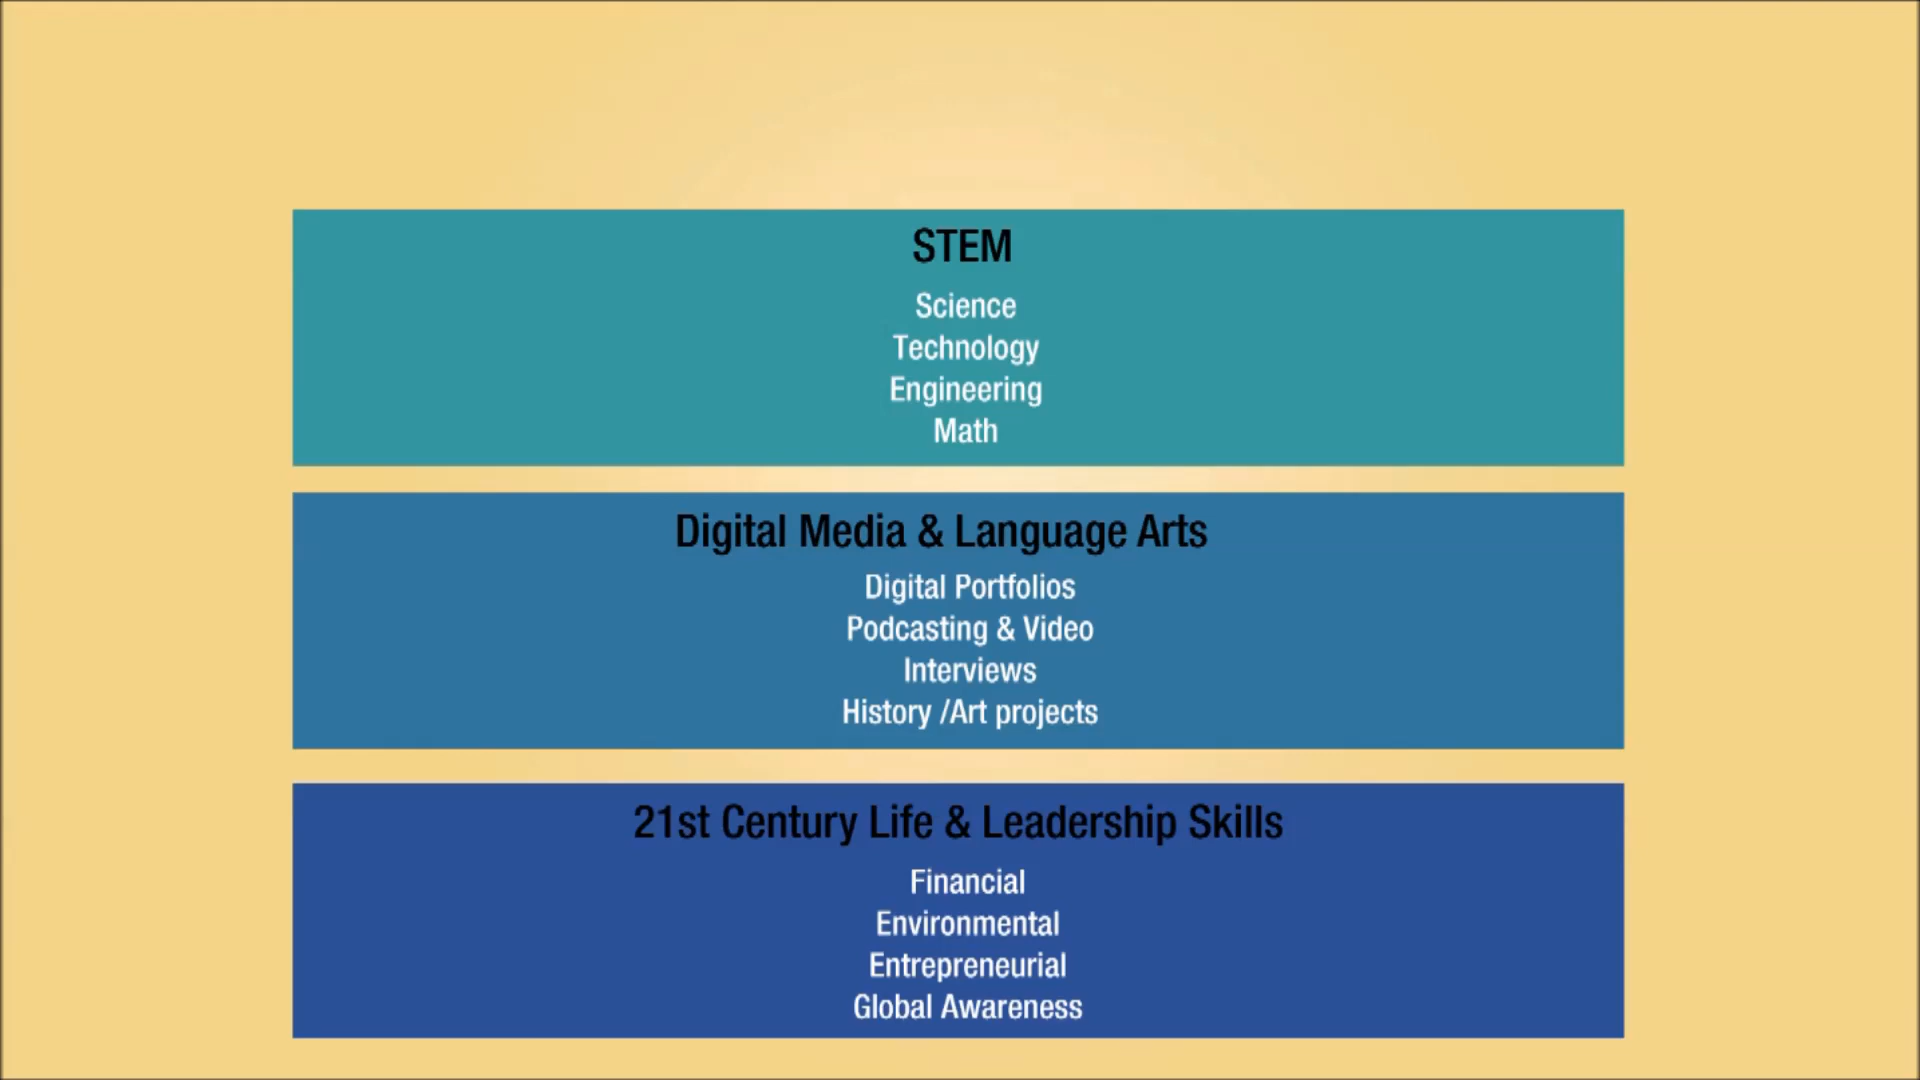 STEM
Science
Technology
Engineering
Math
Digital Media & Language Arts
Digital Portfolios
Podcasting & Video
Interviews
History /Art projects
21st Century Life & Leadership Skills
Financial
Environmental
Entrepreneurial
Global Awareness